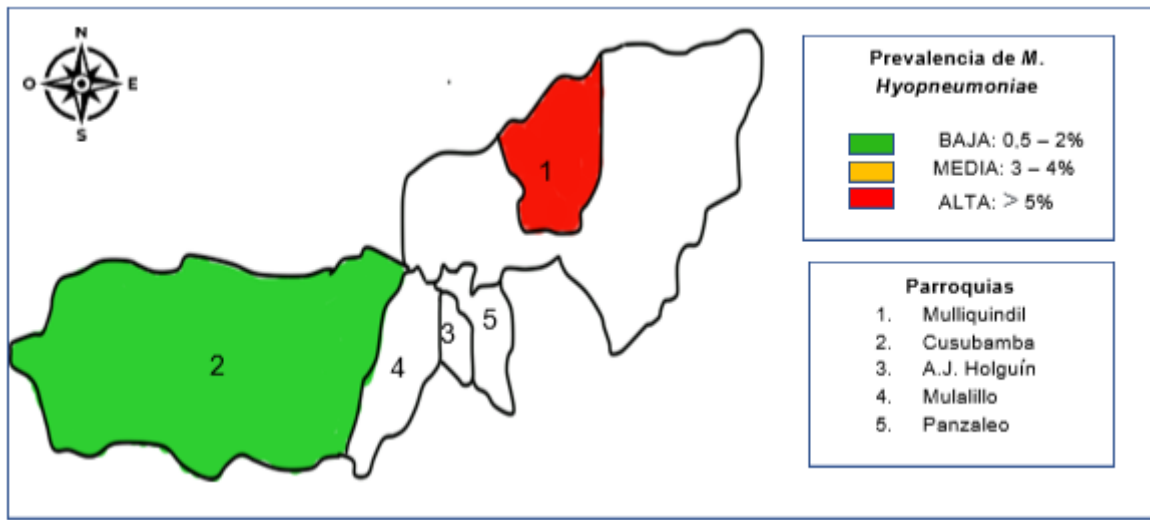 N
O
E
S
1
2
3
4
5
Prevalencia de M.
Hyopneumoniae
BAJA: 0,5 – 2%
MEDIA: 3 – 4%
ALTA: > 5%
Parroquias
1. Mulliquindil
2. Cusubamba
3. A.J. Holguín
4. Mulalillo
5. Panzaleo